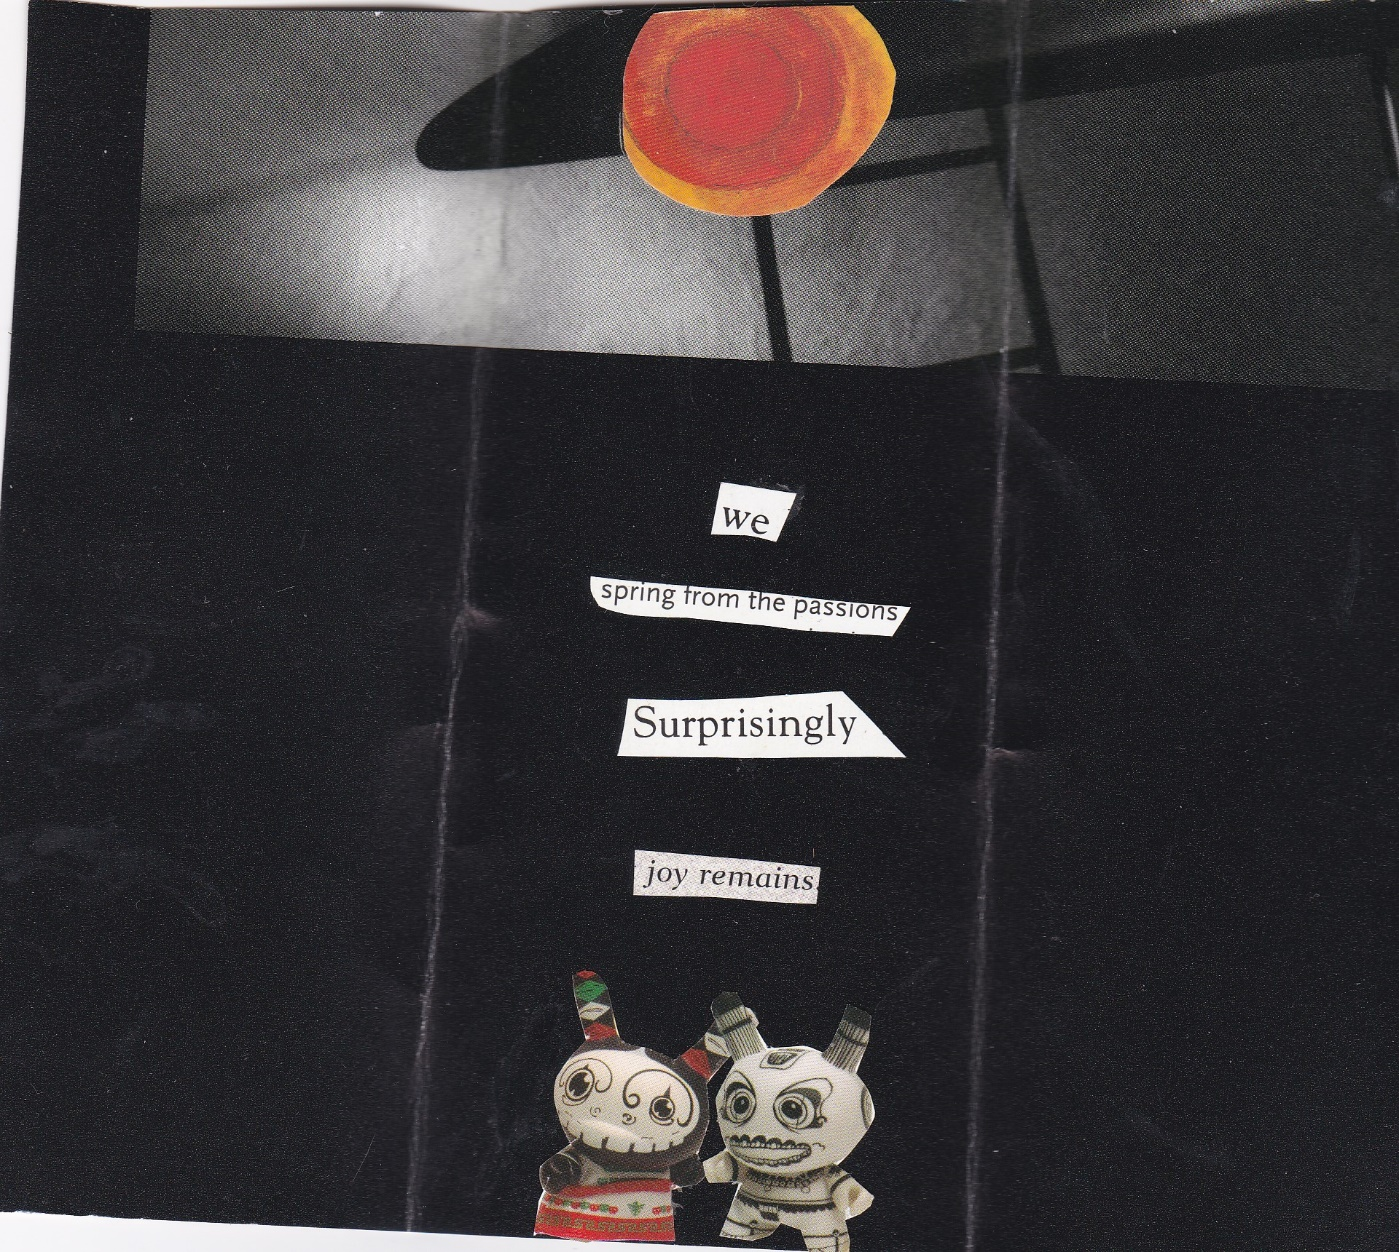 we
spring from the passions
Surprisingly
joy remains